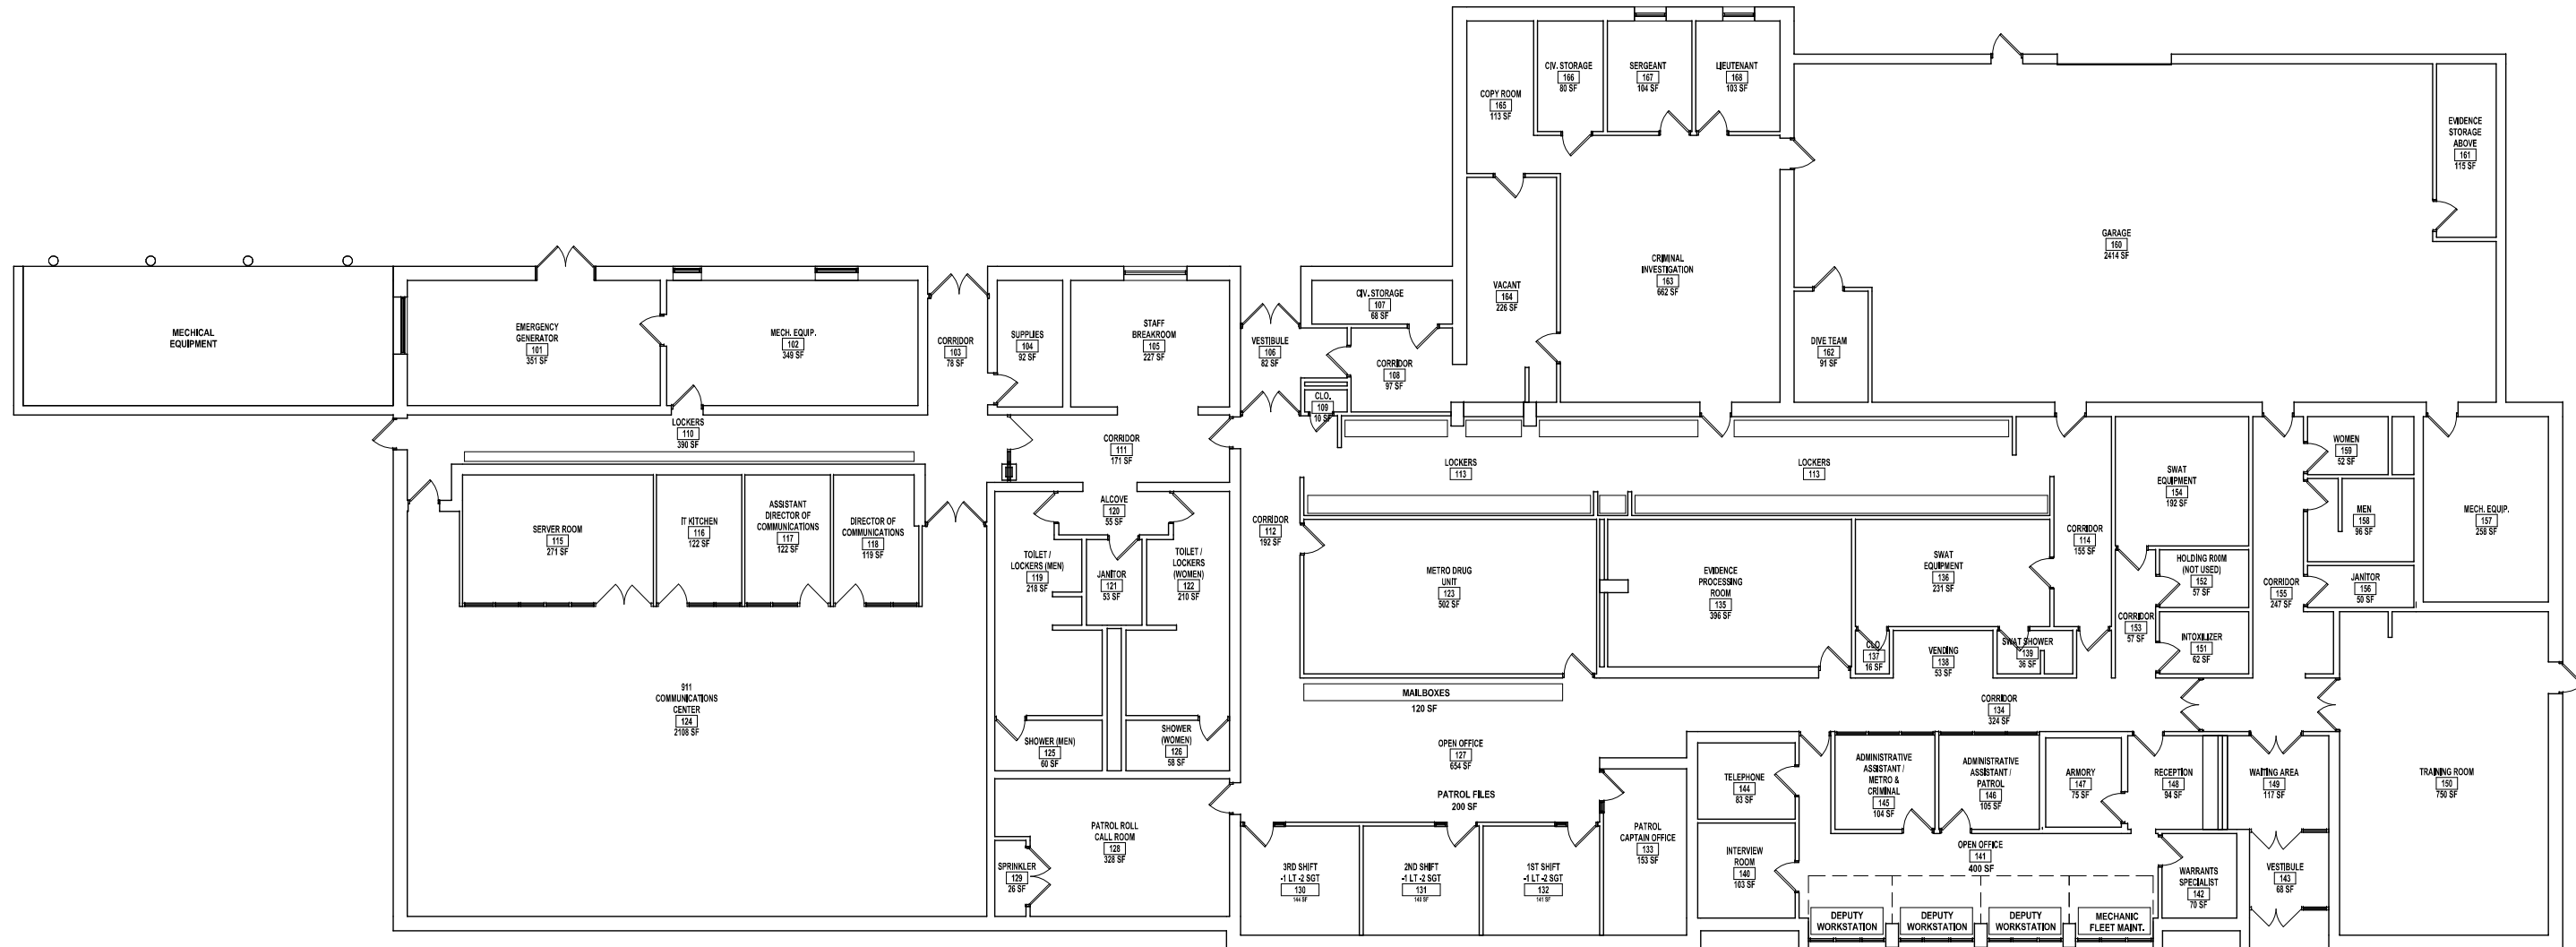 COPY ROOM
165
113 SF
CIV. STORAGE
166
80 SF
SERGEANT
167
104 SF
LIEUTENANT
168
103 SF
EVIDENCE
STORAGE
ABOVE
161
115 SF
GARAGE
160
2414 SF
CRIMINAL
INVESTIGATION
163
662 SF
VACANT
164
226 SF
DIVE TEAM
162
91 SF
MECHICAL
EQUIPMENT
EMERGENCY
GENERATOR
101
351 SF
MECH. EQUIP.
102
349 SF
CORRIDOR
103
78 SF
SUPPLIES
104
92 SF
STAFF
BREAKROOM
105
227 SF
VESTIBULE
106
82 SF
CIV. STORAGE
107
68 SF
CORRIDOR
108
97 SF
CLO.
109
10 SF
LOCKERS
110
390 SF
CORRIDOR
111
171 SF
LOCKERS
113
LOCKERS
113
SWAT
EQUIPMENT
154
192 SF
WOMEN
159
52 SF
MEN
158
96 SF
MECH. EQUIP.
157
258 SF
SERVER ROOM
115
271 SF
IT KITCHEN
116
122 SF
ASSISTANT
DIRECTOR OF
COMMUNICATIONS
117
122 SF
DIRECTOR OF
COMMUNICATIONS
118
119 SF
ALCOVE
120
55 SF
TOILET /
LOCKERS (MEN)
119
218 SF
JANITOR
121
53 SF
TOILET /
LOCKERS
(WOMEN)
122
210 SF
CORRIDOR
112
192 SF
METRO DRUG
UNIT
123
502 SF
EVIDENCE
PROCESSING
ROOM
135
396 SF
SWAT
EQUIPMENT
136
231 SF
CORRIDOR
114
155 SF
HOLDING ROOM
(NOT USED)
152
57 SF
CORRIDOR
155
247 SF
JANITOR
156
50 SF
CORRIDOR
153
57 SF
INTOXILIZER
151
62 SF
CLO.
137
16 SF
VENDING
138
53 SF
SWAT SHOWER
139
36 SF
911
COMMUNICATIONS
CENTER
124
2108 SF
MAILBOXES
120 SF
CORRIDOR
134
324 SF
SHOWER (MEN)
125
60 SF
SHOWER
(WOMEN)
126
58 SF
OPEN OFFICE
127
654 SF
PATROL FILES
200 SF
TELEPHONE
144
83 SF
ADMINISTRATIVE
ASSISTANT /
METRO &
CRIMINAL
145
104 SF
ADMINISTRATIVE
ASSISTANT /
PATROL
146
105 SF
ARMORY
147
75 SF
RECEPTION
148
94 SF
WAITING AREA
149
117 SF
TRAINING ROOM
150
750 SF
PATROL ROLL
CALL ROOM
128
328 SF
SPRINKLER
129
26 SF
3RD SHIFT
-1 LT -2 SGT
130
144 SF
2ND SHIFT
-1 LT -2 SGT
131
140 SF
1ST SHIFT
-1 LT -2 SGT
132
141 SF
PATROL
CAPTAIN OFFICE
133
153 SF
INTERVIEW
ROOM
140
103 SF
OPEN OFFICE
141
400 SF
WARRANTS
SPECIALIST
142
70 SF
VESTIBULE
143
68 SF
DEPUTY
WORKSTATION
DEPUTY
WORKSTATION
DEPUTY
WORKSTATION
MECHANIC
FLEET MAINT.